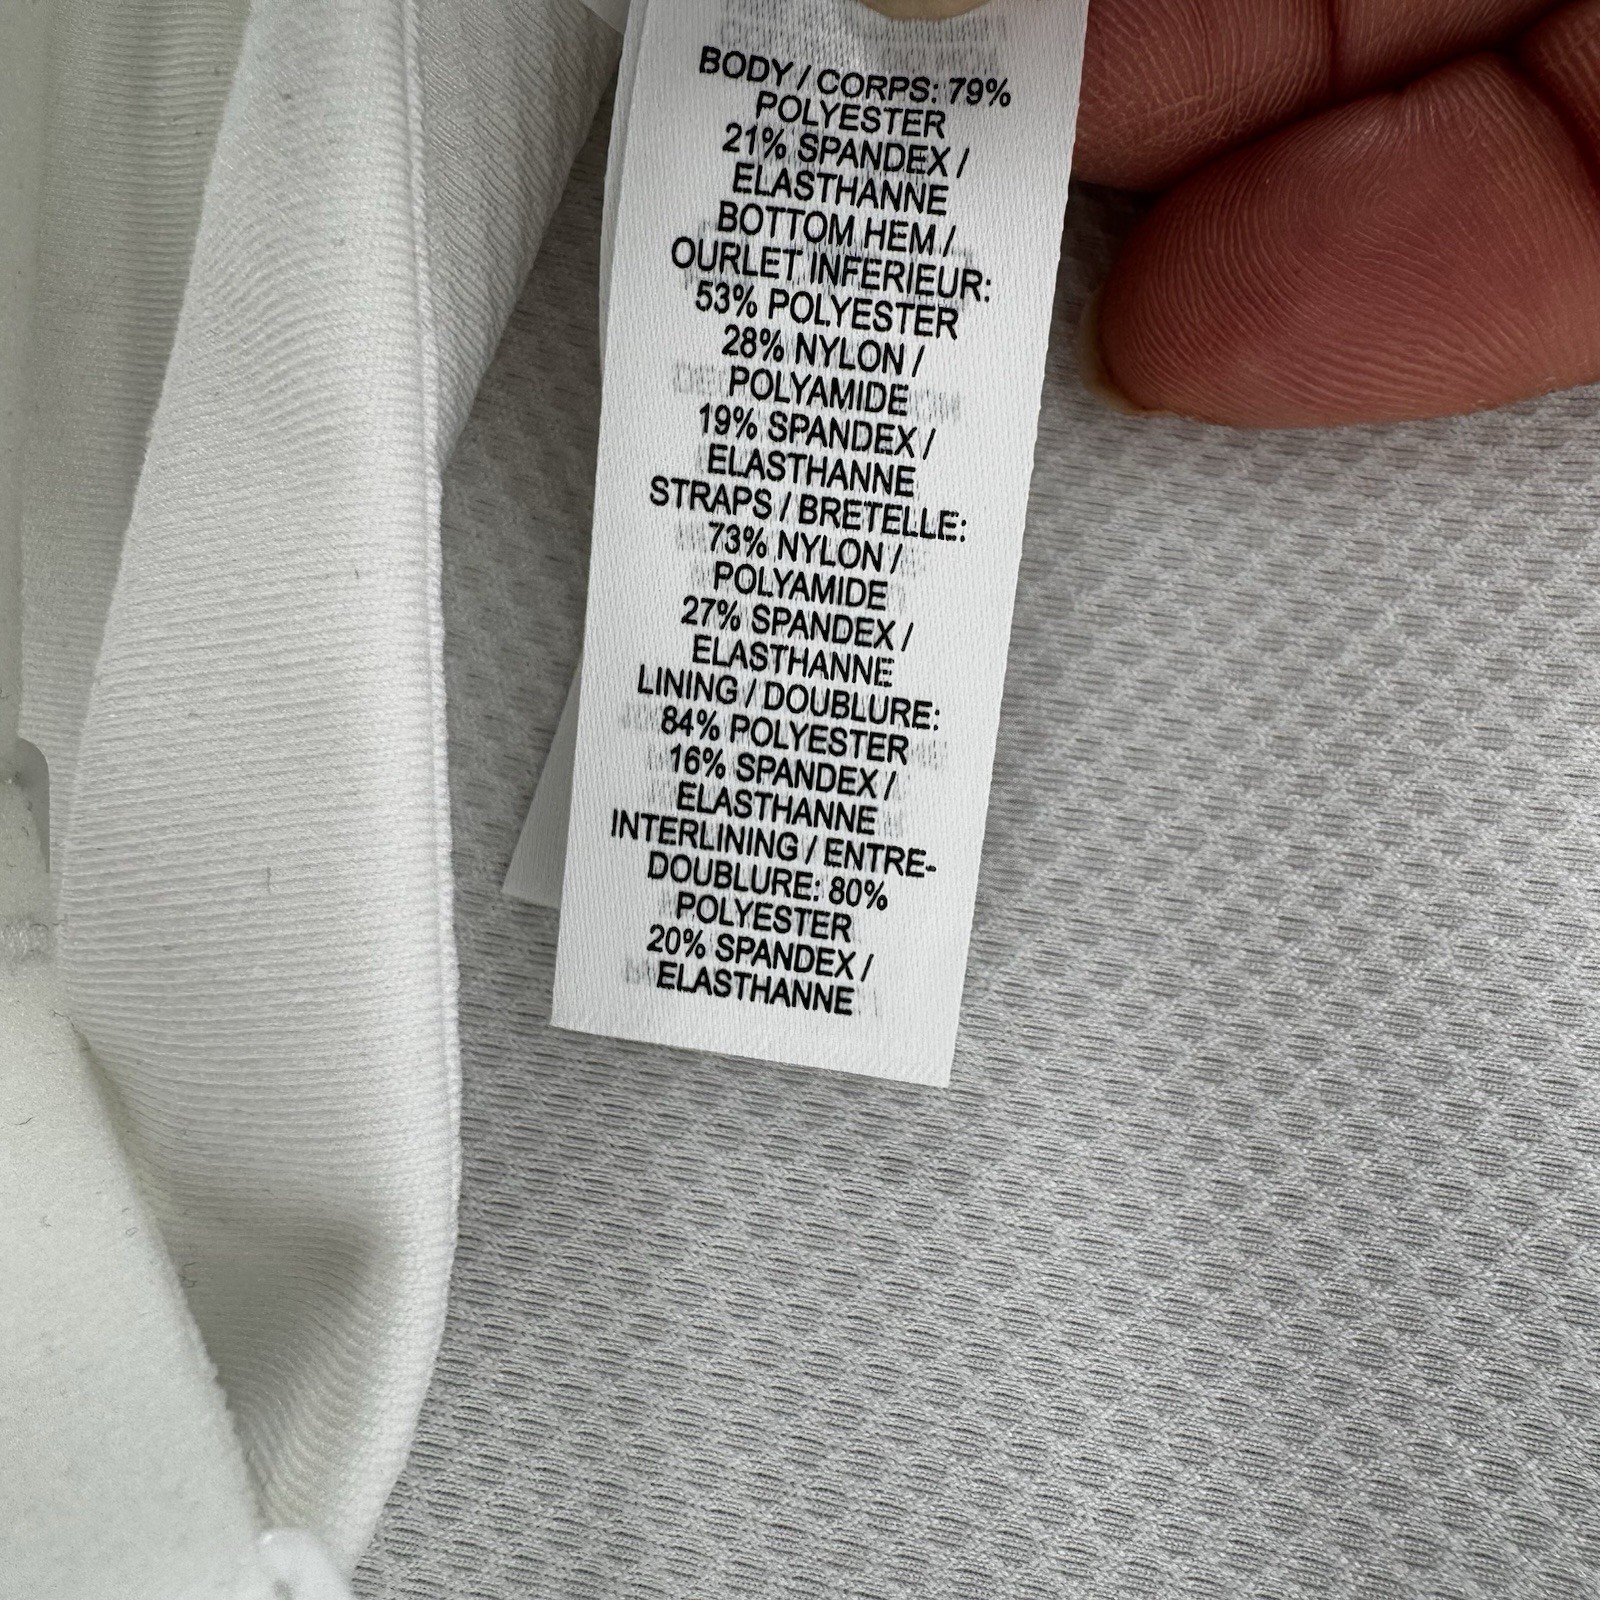 BODY / CORPS: 79%
POLYESTER
21% SPANDEX /
ELASTHANNE
BOTTOM HEM /
OURLET INFERIEUR:
53% POLYESTER
28% NYLON /
POLYAMIDE
19% SPANDEX /
ELASTHANNE
STRAPS / BRETELLE:
73% NYLON /
POLYAMIDE
27% SPANDEX /
ELASTHANNE
LINING / DOUBLURE:
84% POLYESTER
16% SPANDEX /
ELASTHANNE
INTERLINING / ENTRE-
DOUBLURE: 80%
POLYESTER
20% SPANDEX /
ELASTHANNE